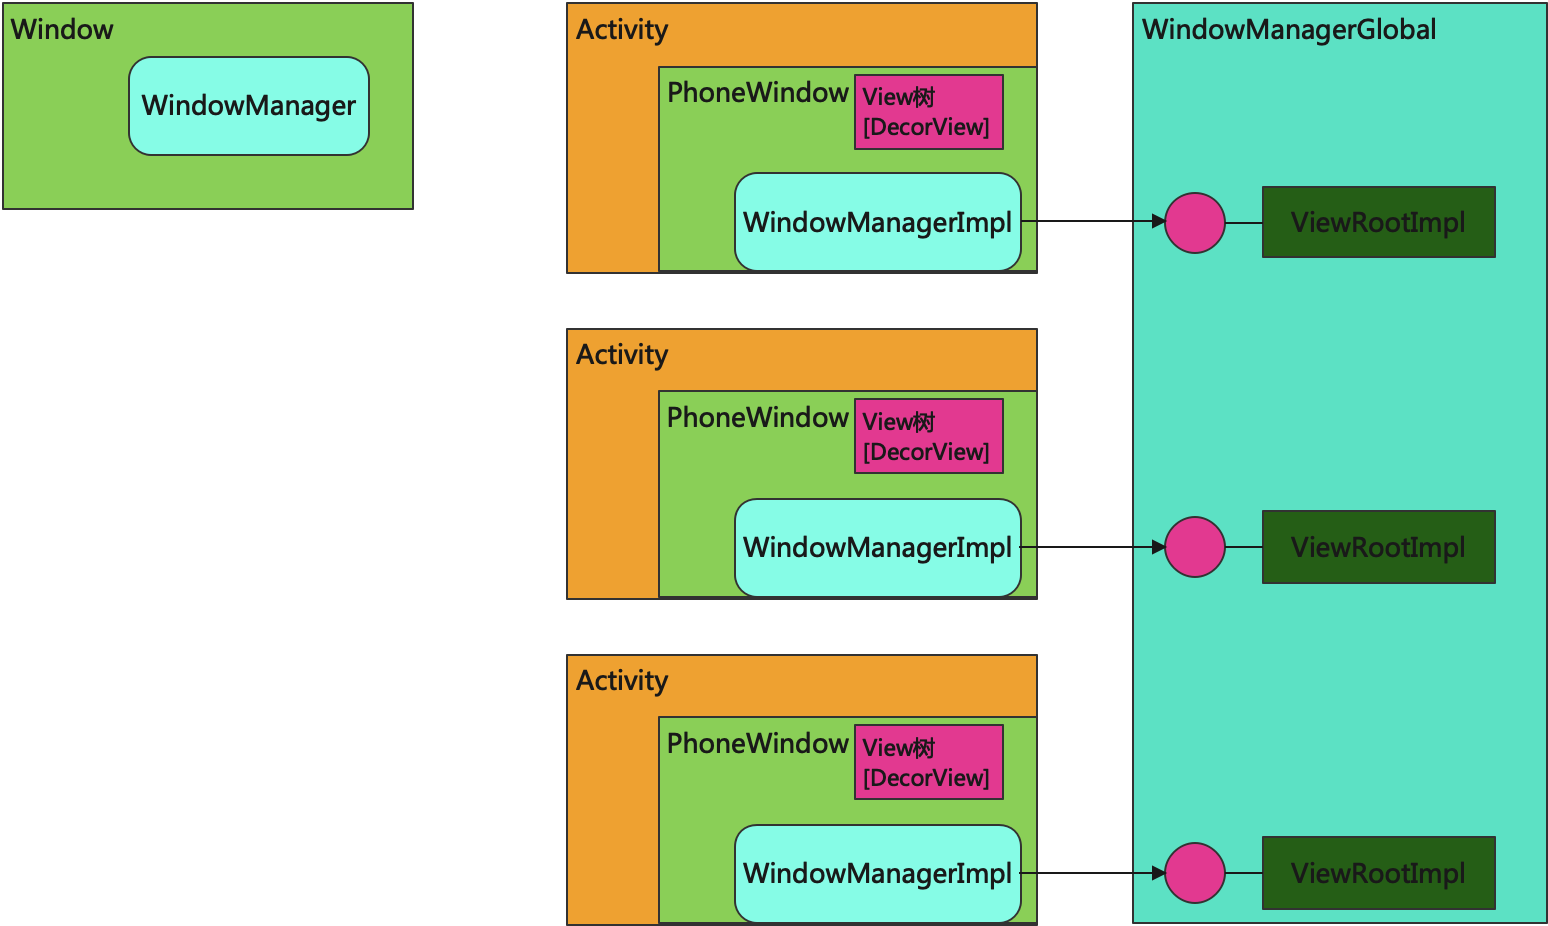 Window
WindowManager
Activity
PhoneWindow
View树
[DecorView]
WindowManagerImpl
Activity
PhoneWindow
View树
[DecorView]
WindowManagerImpl
Activity
PhoneWindow
View树
[DecorView]
WindowManagerImpl
WindowManagerGlobal
ViewRootImpl
ViewRootImpl
ViewRootImpl